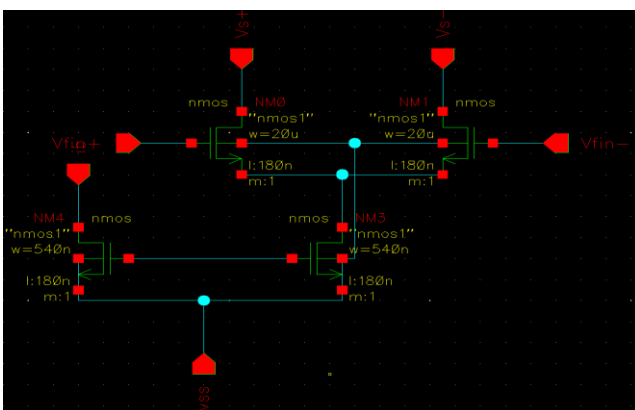 Vs+
Vs-
nmos NM0
NM1 nmos
"nmos1"
"nmos1"
w=20u
w=20u
Vfin+
Vfin-
l:180n
l:180n
m:1
m:1
NM4 nmos
nmos NM3
"nmos1"
"nmos1"
w=540n
w=540n
l:180n
l:180n
m:1
m:1
vss